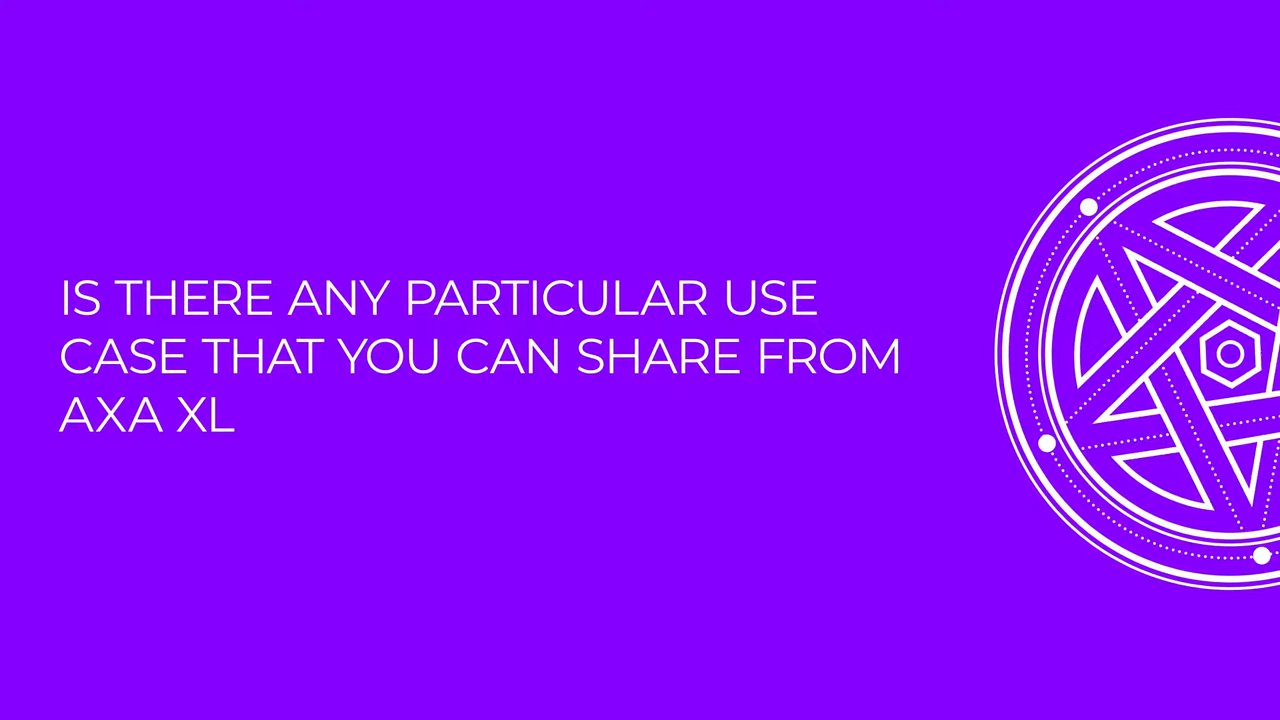 IS THERE ANY PARTICULAR USE
CASE THAT YOU CAN SHARE FROM
AXA XL